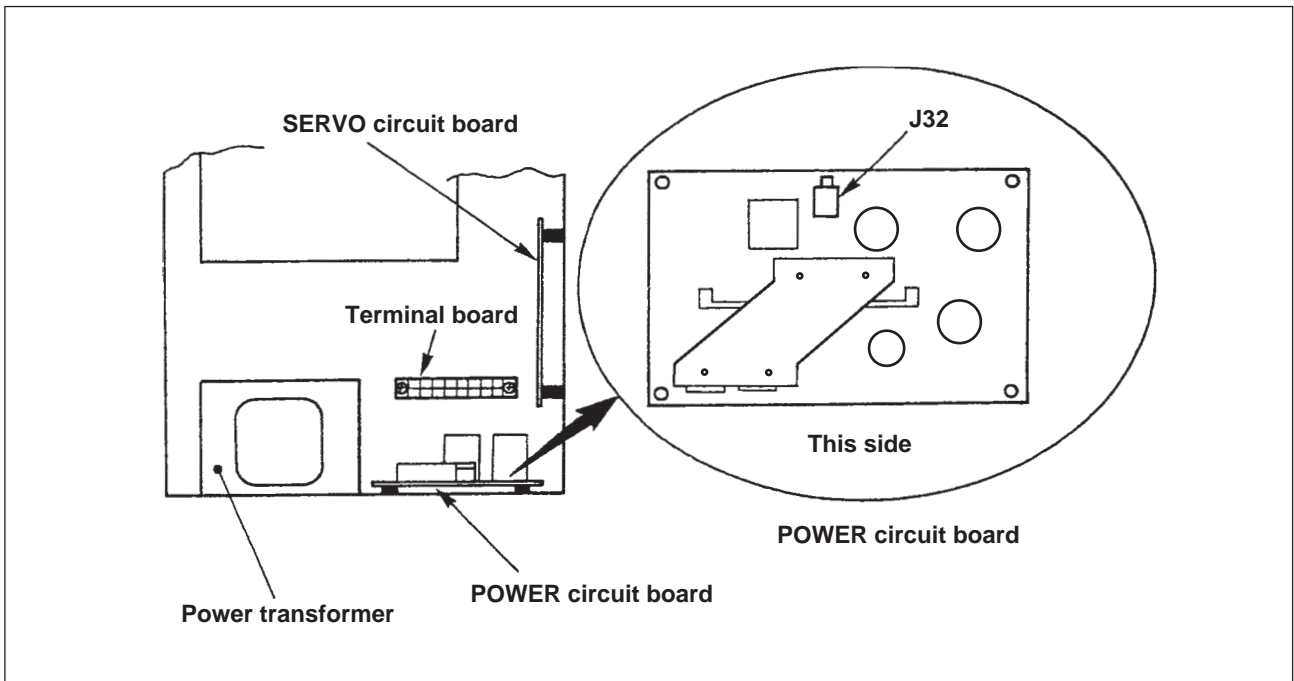 SERVO circuit board
J32
Terminal board
This side
POWER circuit board
POWER circuit board
Power transformer